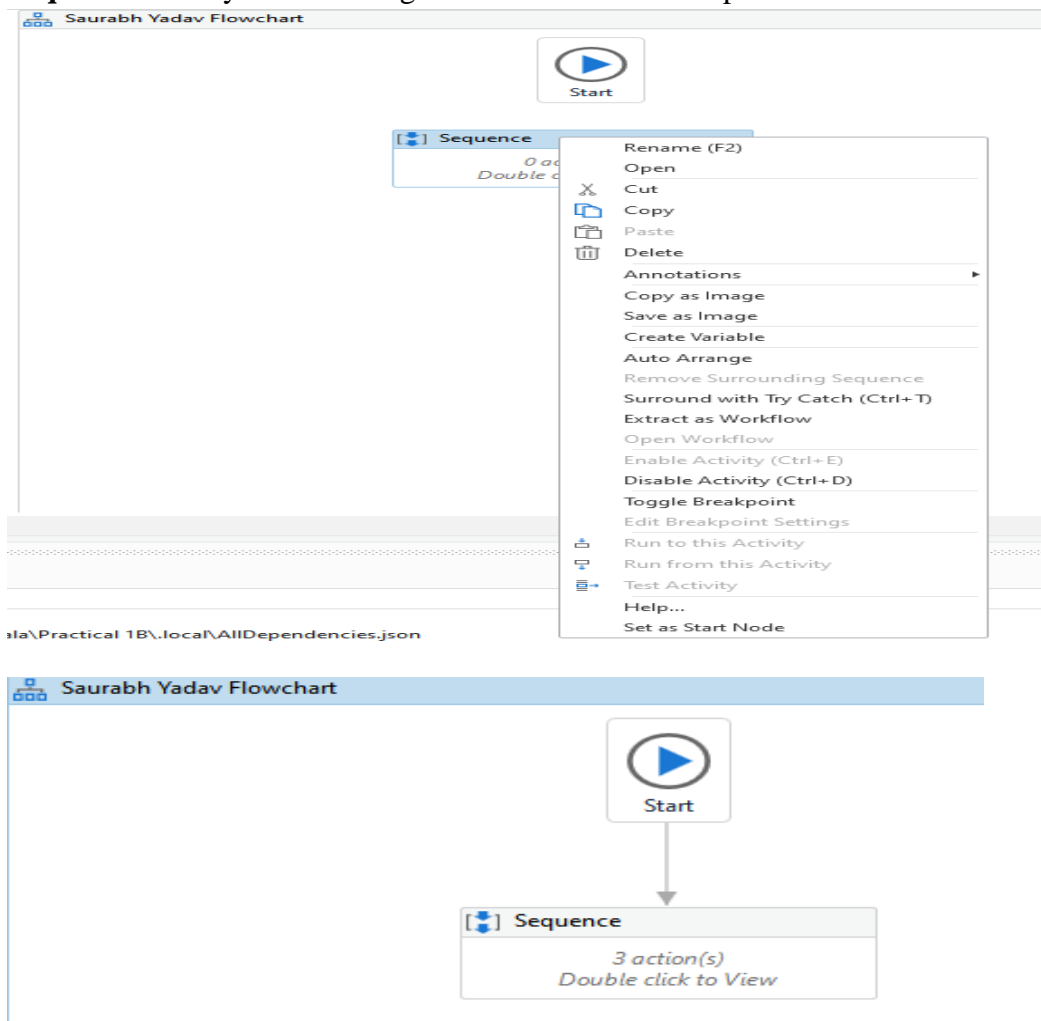 Saurabh Yadav Flowchart
Start
Sequence
0 ac
Double c
Rename (F2)
Open
Cut
Copy
Paste
Delete
Annotations
Copy as Image
Save as Image
Create Variable
Auto Arrange
Remove Surrounding Sequence
Surround with Try Catch (Ctrl+T)
Extract as Workflow
Open Workflow
Enable Activity (Ctrl+E)
Disable Activity (Ctrl+D)
Toggle Breakpoint
Edit Breakpoint Settings
Run to this Activity
Run from this Activity
Test Activity
Help...
Set as Start Node
ala\Practical 1B\.local\AllDependencies.json
Saurabh Yadav Flowchart
Start
Sequence
3 action(s)
Double click to View